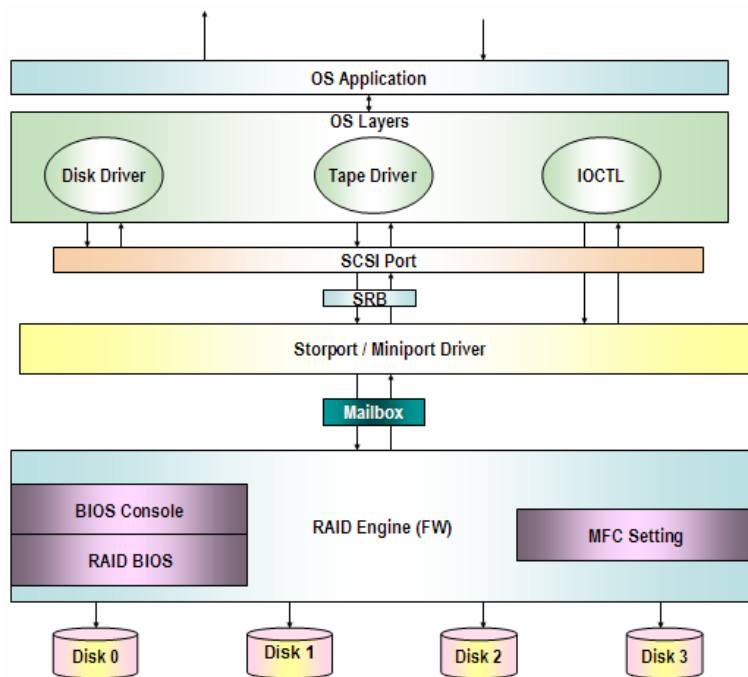 OS Application
OS Layers
Disk Driver
Tape Driver
IOCTL
SCSI Port
SRB
Storport / Miniport Driver
Mailbox
BIOS Console
RAID BIOS
RAID Engine (FW)
MFC Setting
Disk 0
Disk 1
Disk 2
Disk 3